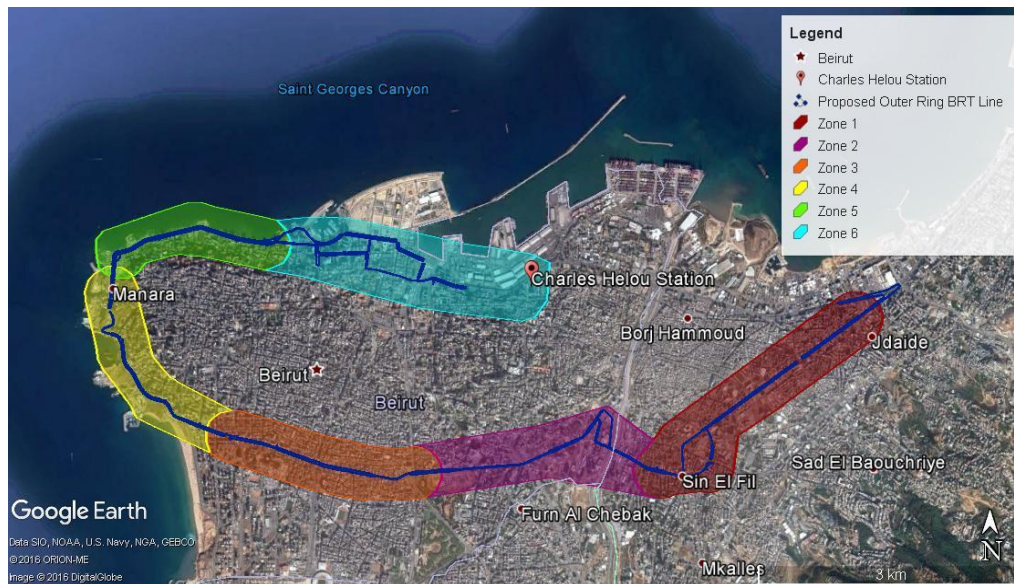 Legend
Beirut
Charles Helou Station
Proposed Outer Ring BRT Line
Zone 1
Zone 2
Zone 3
Zone 4
Zone 5
Zone 6
Saint Georges Canyon
Charles Helou Station
Manara
Borj Hammoud
Jdaide
Beirut
Beirut
Sad El Baouchriye
Sin El Fil
Furn Al Chebak
Google Earth
N
Data SIO, NOAA, U.S. Navy, NGA, GEBCO
© 2016 ORION-ME
Image © 2016 DigitalGlobe
Mkalles
3 km